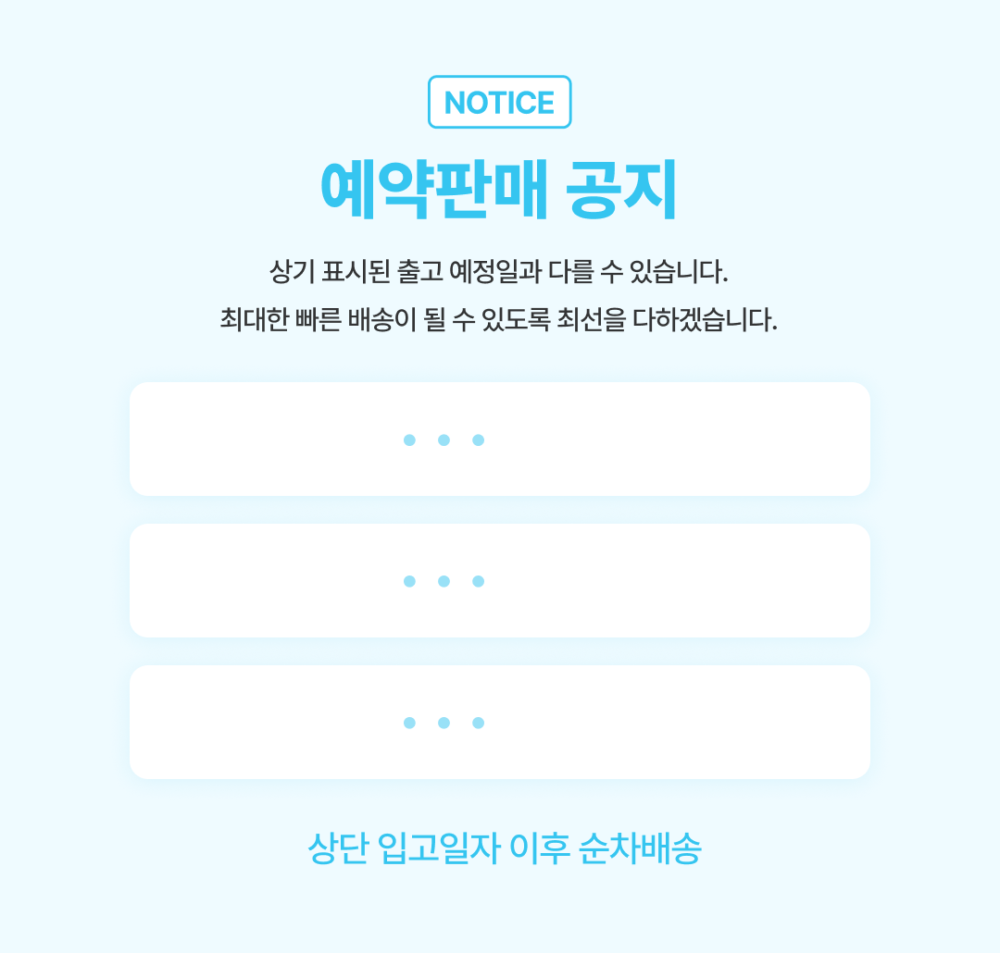 NOTICE
예약판매 공지
상기 표시된 출고 예정일과 다를 수 있습니다.
최대한 빠른 배송이 될 수 있도록 최선을 다하겠습니다.
상단 입고일자 이후 순차배송